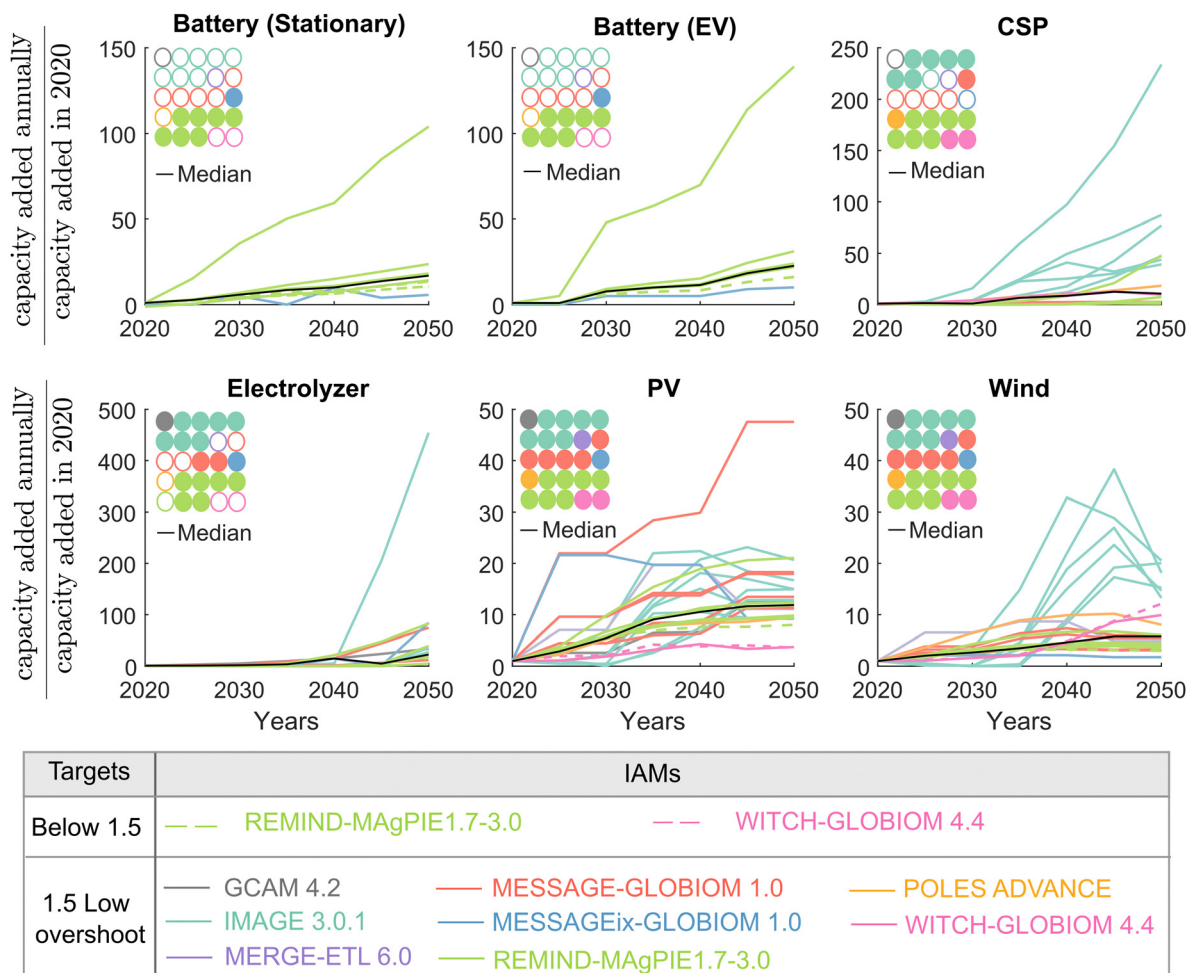 Battery (Stationary)
Battery (EV)
CSP
capacity added annually
capacity added in 2020
150
100
50
0
Median
2020
2030
2040
2050
150
100
50
0
Median
2020
2030
2040
2050
250
200
150
100
50
0
Median
2020
2030
2040
2050
Electrolyzer
PV
Wind
capacity added annually
capacity added in 2020
500
400
300
200
100
0
Median
2020
2030
2040
2050
Years
50
40
30
20
10
0
Median
2020
2030
2040
2050
Years
50
40
30
20
10
0
Median
2020
2030
2040
2050
Years
Targets
IAMs
Below 1.5
REMIND-MAgPIE1.7-3.0
WITCH-GLOBIOM 4.4
1.5 Low
overshoot
GCAM 4.2
MESSAGE-GLOBIOM 1.0
POLES ADVANCE
IMAGE 3.0.1
MESSAGEix-GLOBIOM 1.0
WITCH-GLOBIOM 4.4
MERGE-ETL 6.0
REMIND-MAgPIE1.7-3.0